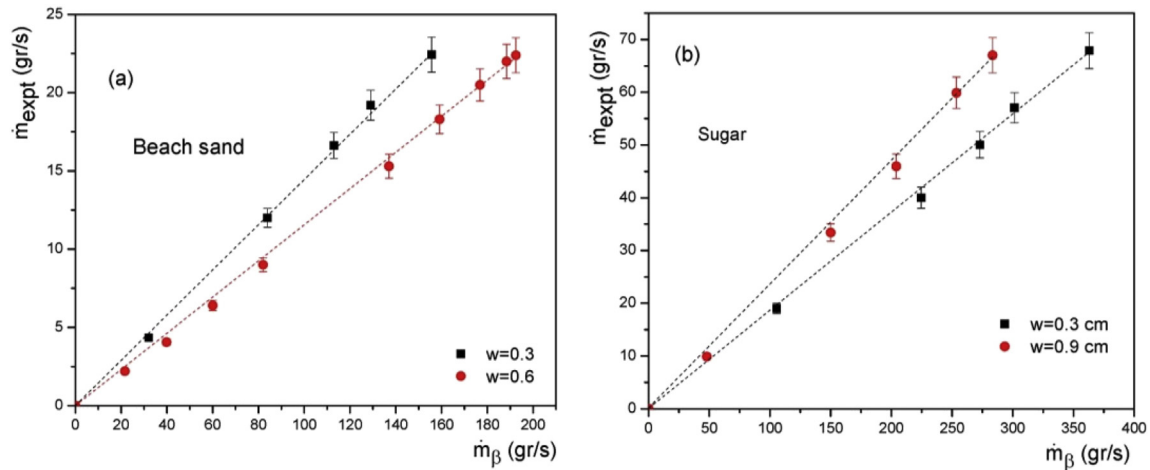 25
20
15
10
5
0
ṁexpt (gr/s)
(a)
Beach sand
w=0.3
w=0.6
0 20 40 60 80 100 120 140 160 180 200
ṁβ (gr/s)
70
60
50
40
30
20
10
0
ṁexpt (gr/s)
(b)
Sugar
w=0.3 cm
w=0.9 cm
0 50 100 150 200 250 300 350 400
ṁβ (gr/s)